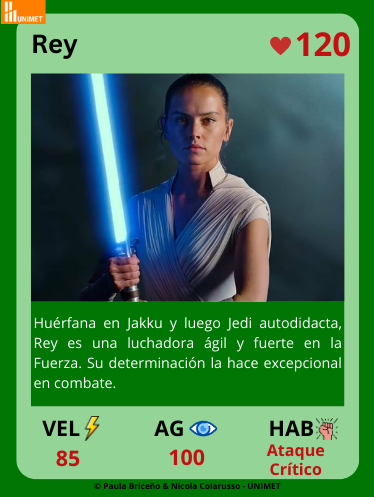 UNIMET
Rey
120
Huérfana en Jakku y luego Jedi autodidacta,
Rey es una luchadora ágil y fuerte en la
Fuerza. Su determinación la hace excepcional
en combate.
VEL AG HAB
85 100 Ataque
Crítico
© Paula Briceño & Nicola Colarusso - UNIMET